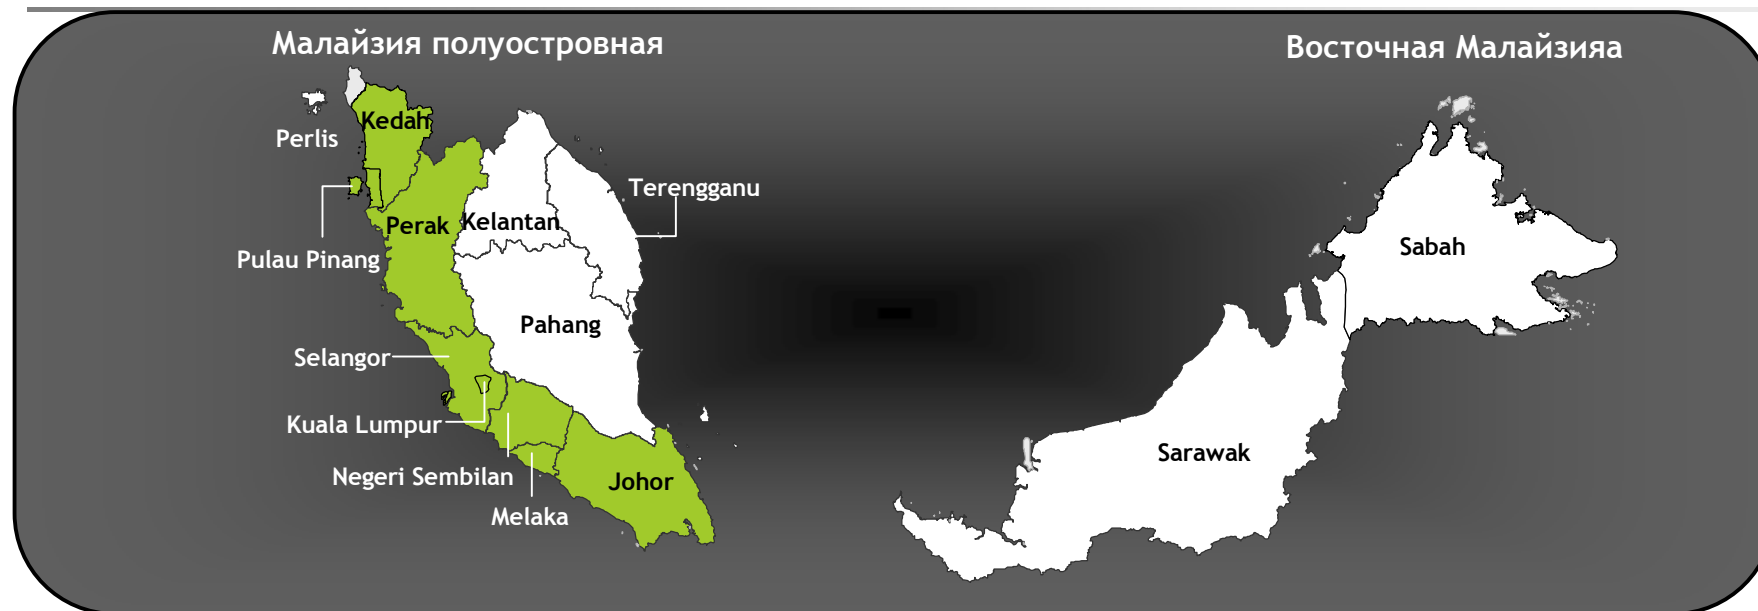 Малайзия полуостровная
Восточная Малайзияа
Kedah
Perlis
Terengganu
Perak
Kelantan
Pulau Pinang
Sabah
Pahang
Selangor
Kuala Lumpur
Sarawak
Negeri Sembilan
Johor
Melaka